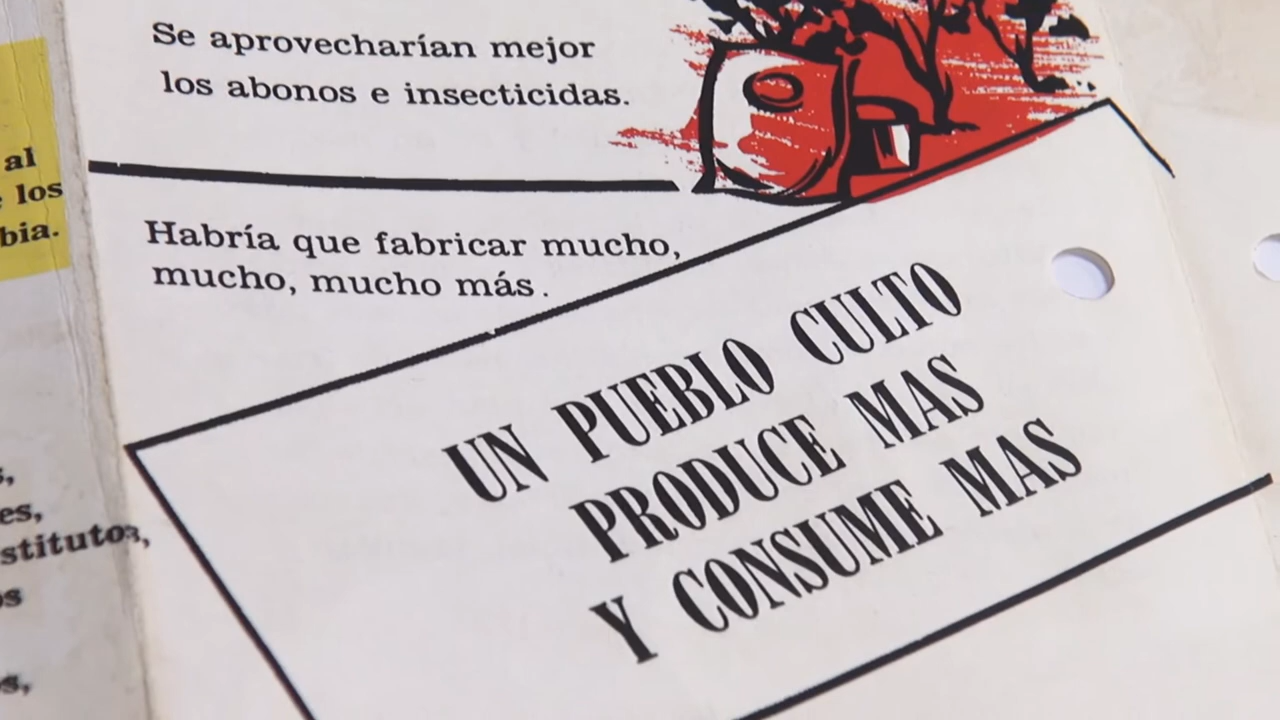 al
los
bia.
es,
stitutos,
os
s,
Se aprovecharían mejor
los abonos e insecticidas.
Habría que fabricar mucho,
mucho, mucho más.
UN PUEBLO CULTO
PRODUCE MAS
Y CONSUME MAS